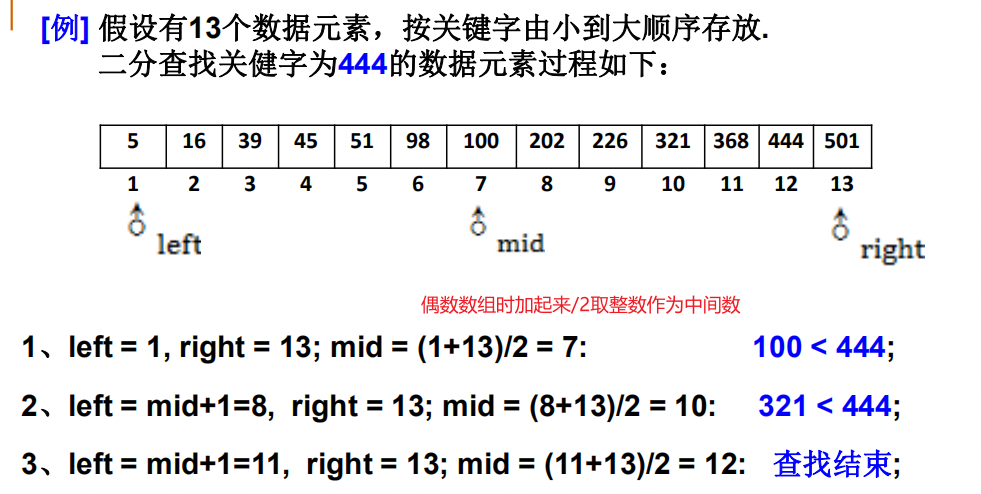 [例] 假设有13个数据元素，按关键字由小到大顺序存放.
二分查找关健字为444的数据元素过程如下：
5 16 39 45 51 98 100 202 226 321 368 444 501
1 2 3 4 5 6 7 8 9 10 11 12 13
left mid right
偶数数组时加起来/2取整数作为中间数
1、left = 1, right = 13; mid = (1+13)/2 = 7: 100 < 444;
2、left = mid+1=8, right = 13; mid = (8+13)/2 = 10: 321 < 444;
3、left = mid+1=11, right = 13; mid = (11+13)/2 = 12: 查找结束;